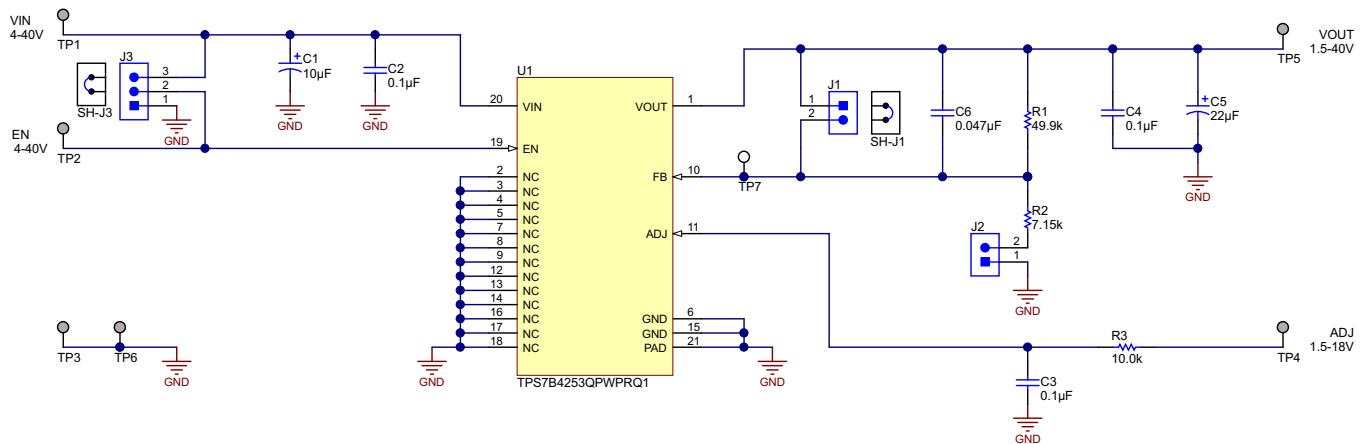 VIN
4-40V
TP1
J3
3
2
1
SH-J3
GND
C1
10µF
GND
C2
0.1µF
GND
EN
4-40V
TP2
U1
20 VIN
19 EN
2 NC
3 NC
4 NC
5 NC
7 NC
8 NC
9 NC
12 NC
13 NC
14 NC
16 NC
17 NC
18 NC
GND
VOUT 1
FB 10
ADJ 11
GND 6
GND 15
PAD 21
GND
TPS7B4253QPWPRQ1
TP3
TP6
GND
J1
1
2
SH-J1
TP7
C6
0.047µF
R1
49.9k
C4
0.1µF
C5
22µF
GND
VOUT
1.5-40V
TP5
R2
7.15k
J2
2
1
GND
R3
10.0k
ADJ
1.5-18V
TP4
C3
0.1µF
GND